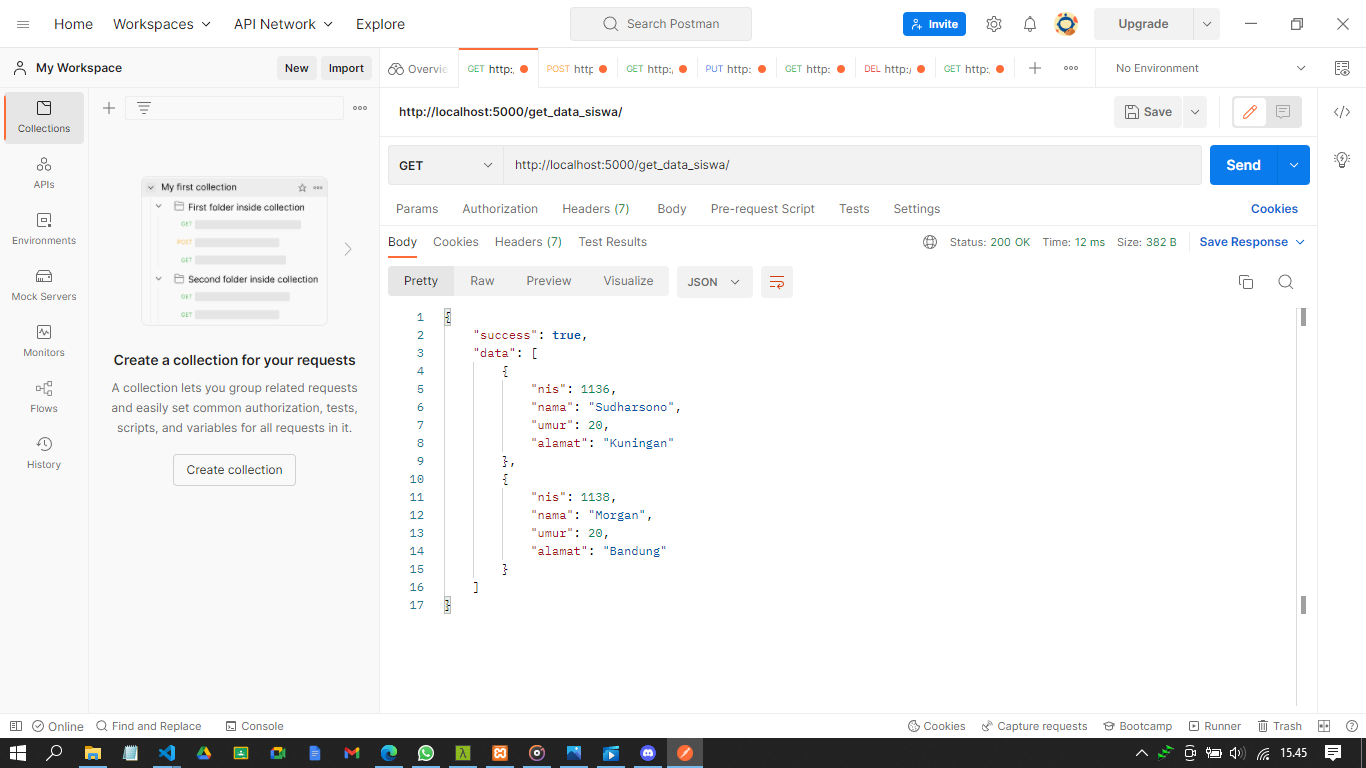 Home Workspaces API Network Explore Search Postman Invite Upgrade
My Workspace New Import Overvie GET http:/ POST http GET http:/ PUT http: GET http: DEL http:/ GET http:/ No Environment
Collections
APIs
Environments
Mock Servers
Monitors
Flows
History
My first collection
First folder inside collection
GET
POST
GET
Second folder inside collection
GET
GET
Create a collection for your requests
A collection lets you group related requests
and easily set common authorization, tests,
scripts, and variables for all requests in it.
Create collection
http://localhost:5000/get_data_siswa/ Save
GET http://localhost:5000/get_data_siswa/ Send
Params Authorization Headers (7) Body Pre-request Script Tests Settings Cookies
Body Cookies Headers (7) Test Results Status: 200 OK Time: 12 ms Size: 382 B Save Response
Pretty Raw Preview Visualize JSON
1 {
2 "success": true,
3 "data": [
4 {
5 "nis": 1136,
6 "nama": "Sudharsono",
7 "umur": 20,
8 "alamat": "Kuningan"
9 },
10 {
11 "nis": 1138,
12 "nama": "Morgan",
13 "umur": 20,
14 "alamat": "Bandung"
15 }
16 ]
17 }
Online Find and Replace Console Cookies Capture requests Bootcamp Runner Trash
15.45